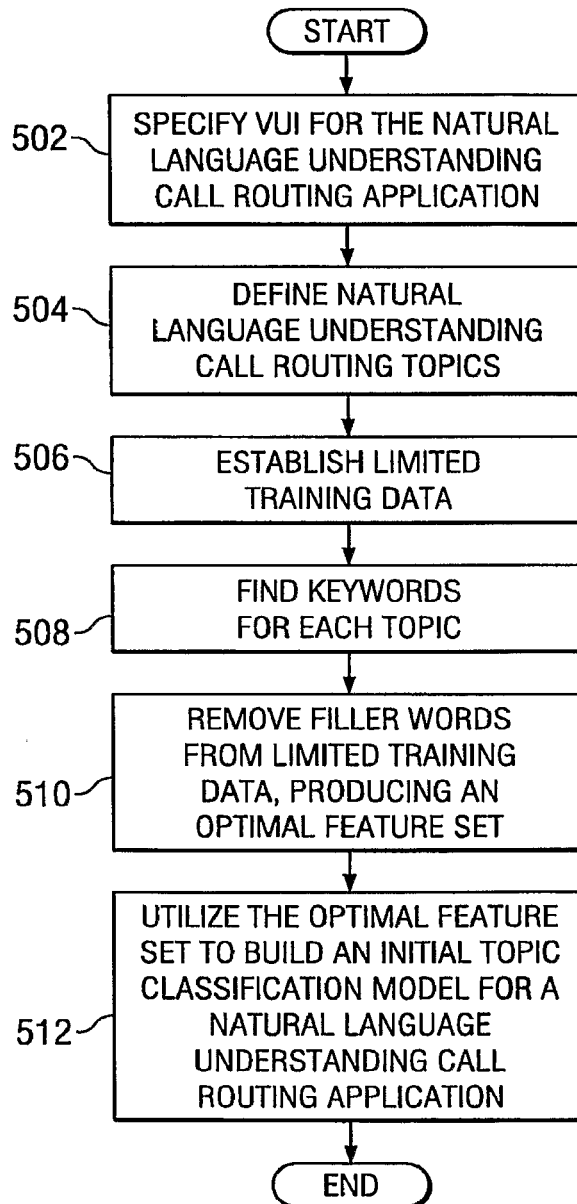 START
502
SPECIFY VUI FOR THE NATURAL
LANGUAGE UNDERSTANDING
CALL ROUTING APPLICATION
504
DEFINE NATURAL
LANGUAGE UNDERSTANDING
CALL ROUTING TOPICS
506
ESTABLISH LIMITED
TRAINING DATA
508
FIND KEYWORDS
FOR EACH TOPIC
510
REMOVE FILLER WORDS
FROM LIMITED TRAINING
DATA, PRODUCING AN
OPTIMAL FEATURE SET
512
UTILIZE THE OPTIMAL FEATURE
SET TO BUILD AN INITIAL TOPIC
CLASSIFICATION MODEL FOR A
NATURAL LANGUAGE
UNDERSTANDING CALL
ROUTING APPLICATION
END